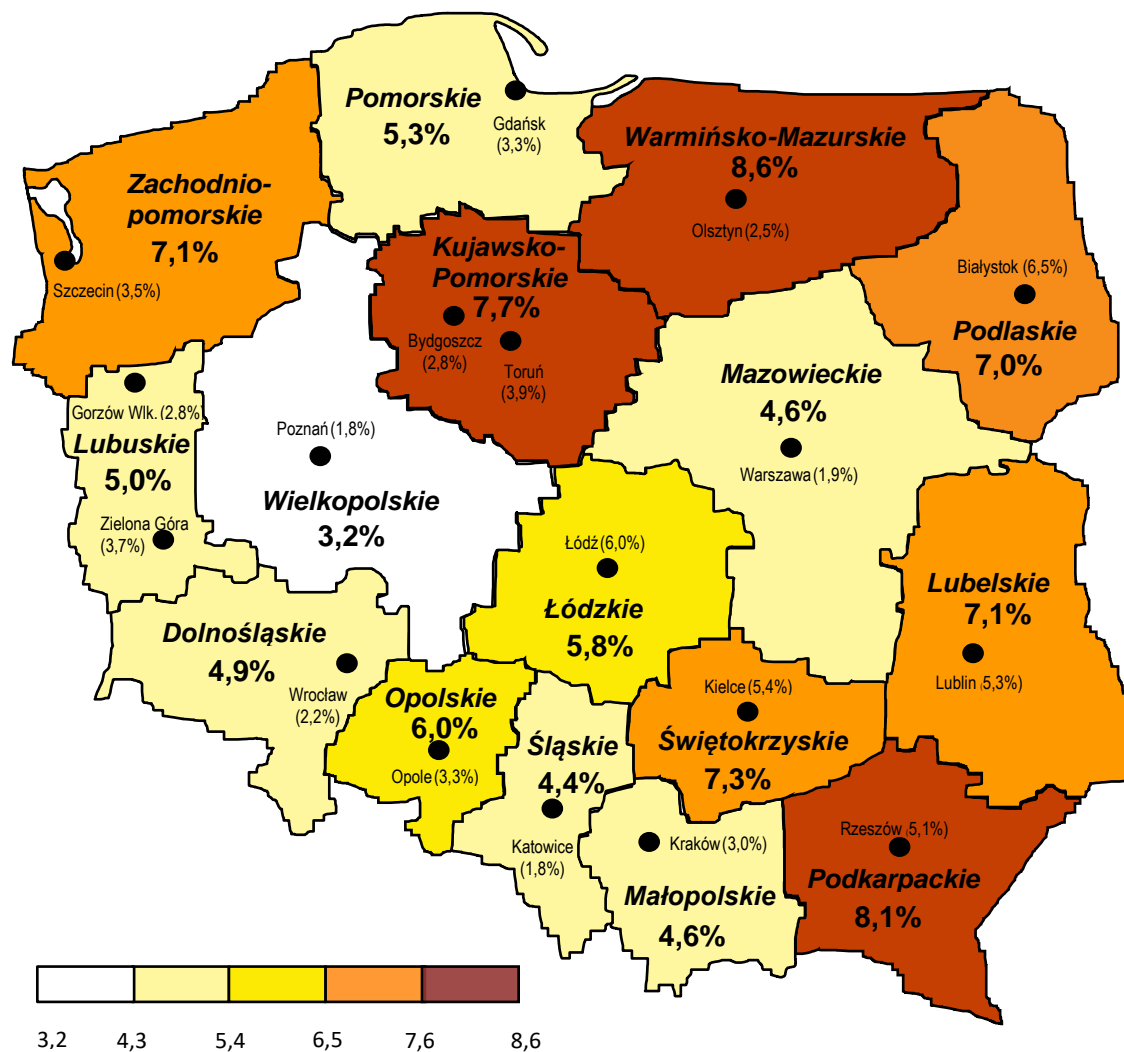 Pomorskie
5,3%
Gdańsk
(3,3%)
Warmińsko-Mazurskie
8,6%
Olsztyn (2,5%)
Zachodnio-
pomorskie
7,1%
Szczecin (3,5%)
Kujawsko-
Pomorskie
7,7%
Bydgoszcz
(2,8%)
Toruń
(3,9%)
Białystok (6,5%)
Podlaskie
7,0%
Mazowieckie
4,6%
Warszawa (1,9%)
Gorzów Wlk. (2.8%)
Lubuskie
5,0%
Zielona Góra
(3,7%)
Poznań (1,8%)
Wielkopolskie
3,2%
Łódź (6,0%)
Łódzkie
5,8%
Lubelskie
7,1%
Lublin (5,3%)
Dolnośląskie
4,9%
Wrocław
(2,2%)
Opolskie
6,0%
Opole (3,3%)
Śląskie
4,4%
Katowice
(1,8%)
Kielce (5,4%)
Świętokrzyskie
7,3%
Kraków (3,0%)
Małopolskie
4,6%
Rzeszów (5,1%)
Podkarpackie
8,1%
3,2 4,3 5,4 6,5 7,6 8,6